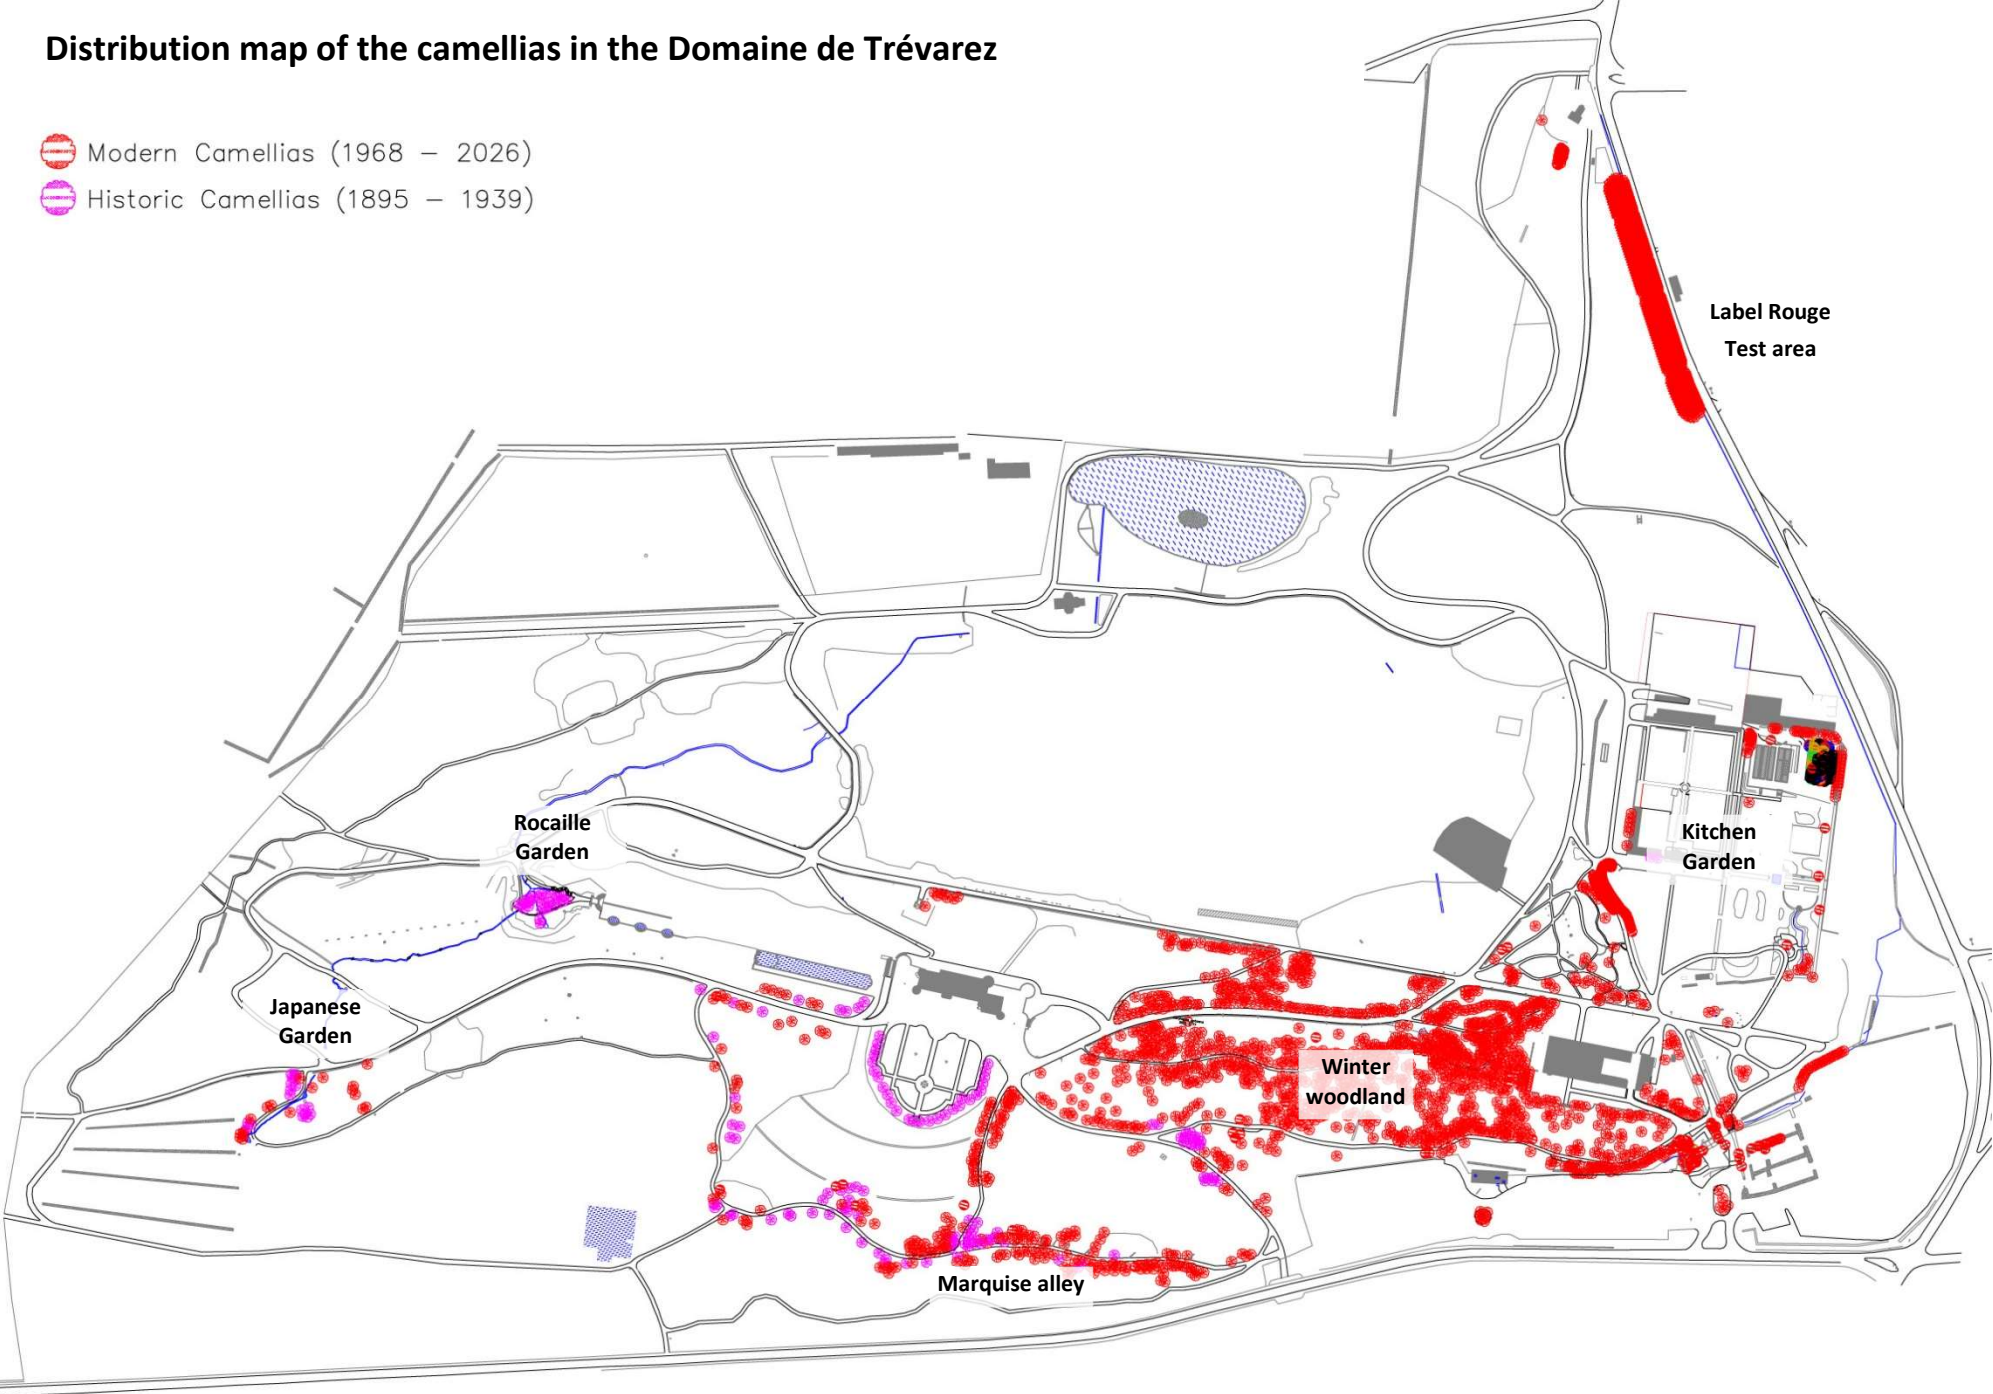 Distribution map of the camellias in the Domaine de Trévarez
Modern Camellias (1968 – 2026)
Historic Camellias (1895 – 1939)
Label Rouge
Test area
Rocaille
Garden
Kitchen
Garden
Japanese
Garden
Winter
woodland
Marquise alley